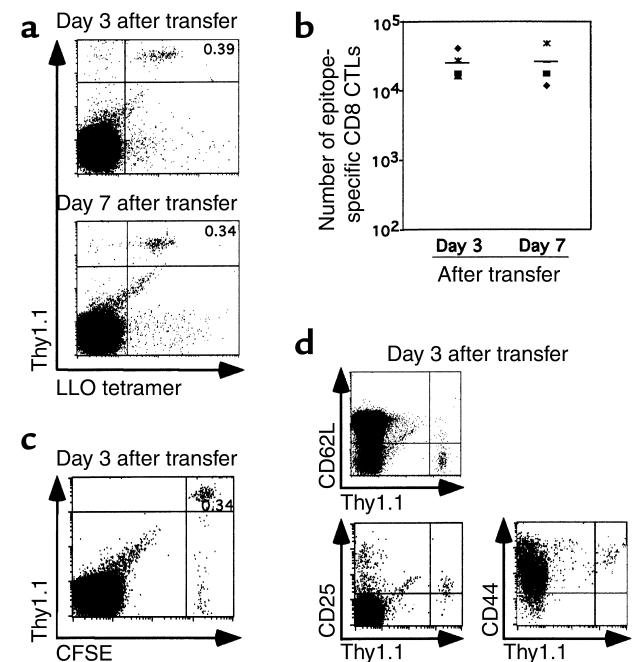 a
Day 3 after transfer
0.39
Day 7 after transfer
0.34
Thy1.1
LLO tetramer
b
Number of epitope-
specific CD8 CTLs
10⁵
10⁴
10³
10²
Day 3 Day 7
After transfer
c
Day 3 after transfer
0.34
Thy1.1
CFSE
d
Day 3 after transfer
CD62L
Thy1.1
CD25
Thy1.1
CD44
Thy1.1